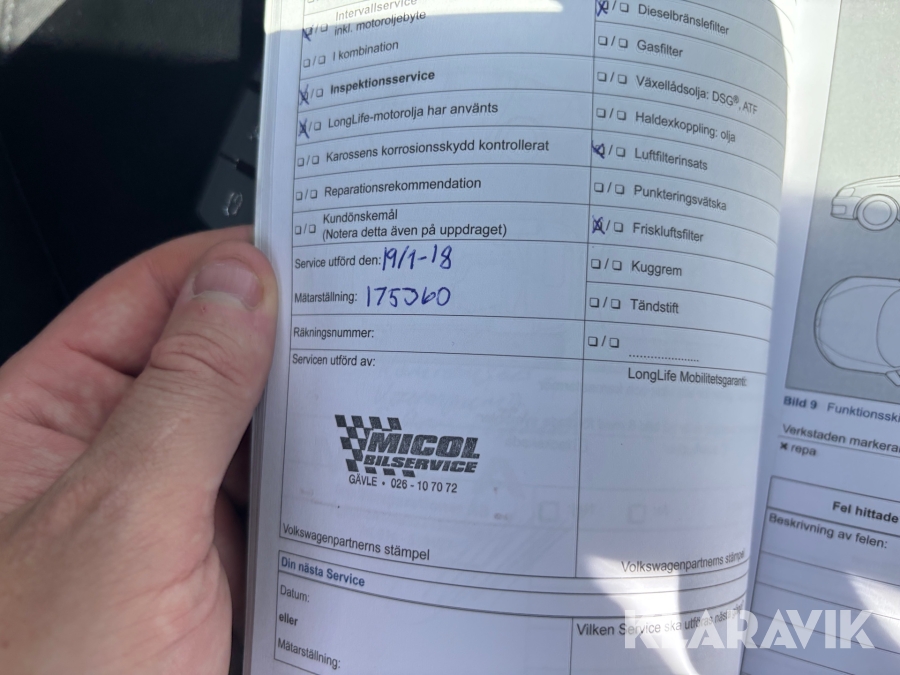 Intervallservice
inkl. motoroljebyte
❏/❏ I kombination
❏ Inspektionsservice
LongLife-motorolja har använts
❏/❏ Karossens korrosionsskydd kontrollerat
❏/❏ Reparationsrekommendation
❏/❏ Kundönskemål
(Notera detta även på uppdraget)
Service utförd den: 19/1-18
Mätarställning: 175360
Räkningsnummer:
Servicen utförd av:
MICOL
BILSERVICE
GÄVLE • 026 - 10 70 72
Volkswagenpartnerns stämpel
Din nästa Service
Datum:
eller
Mätarställning:
Dieselbränslefilter
❏/❏ Gasfilter
❏/❏ Växellådsolja: DSG®, ATF
❏/❏ Haldexkoppling: olja
Luftfilterinsats
❏/❏ Punkteringsvätska
Friskluftsfilter
❏/❏ Kuggrem
❏/❏ Tändstift
❏/❏ ....................
LongLife Mobilitetsgaranti:
Volkswagenpartnerns stämpel
Vilken Service ska utföras
Bild 9 Funktionsski
Verkstaden markera
✖ repa
Fel hittade
Beskrivning av felen:
KLARAVIK